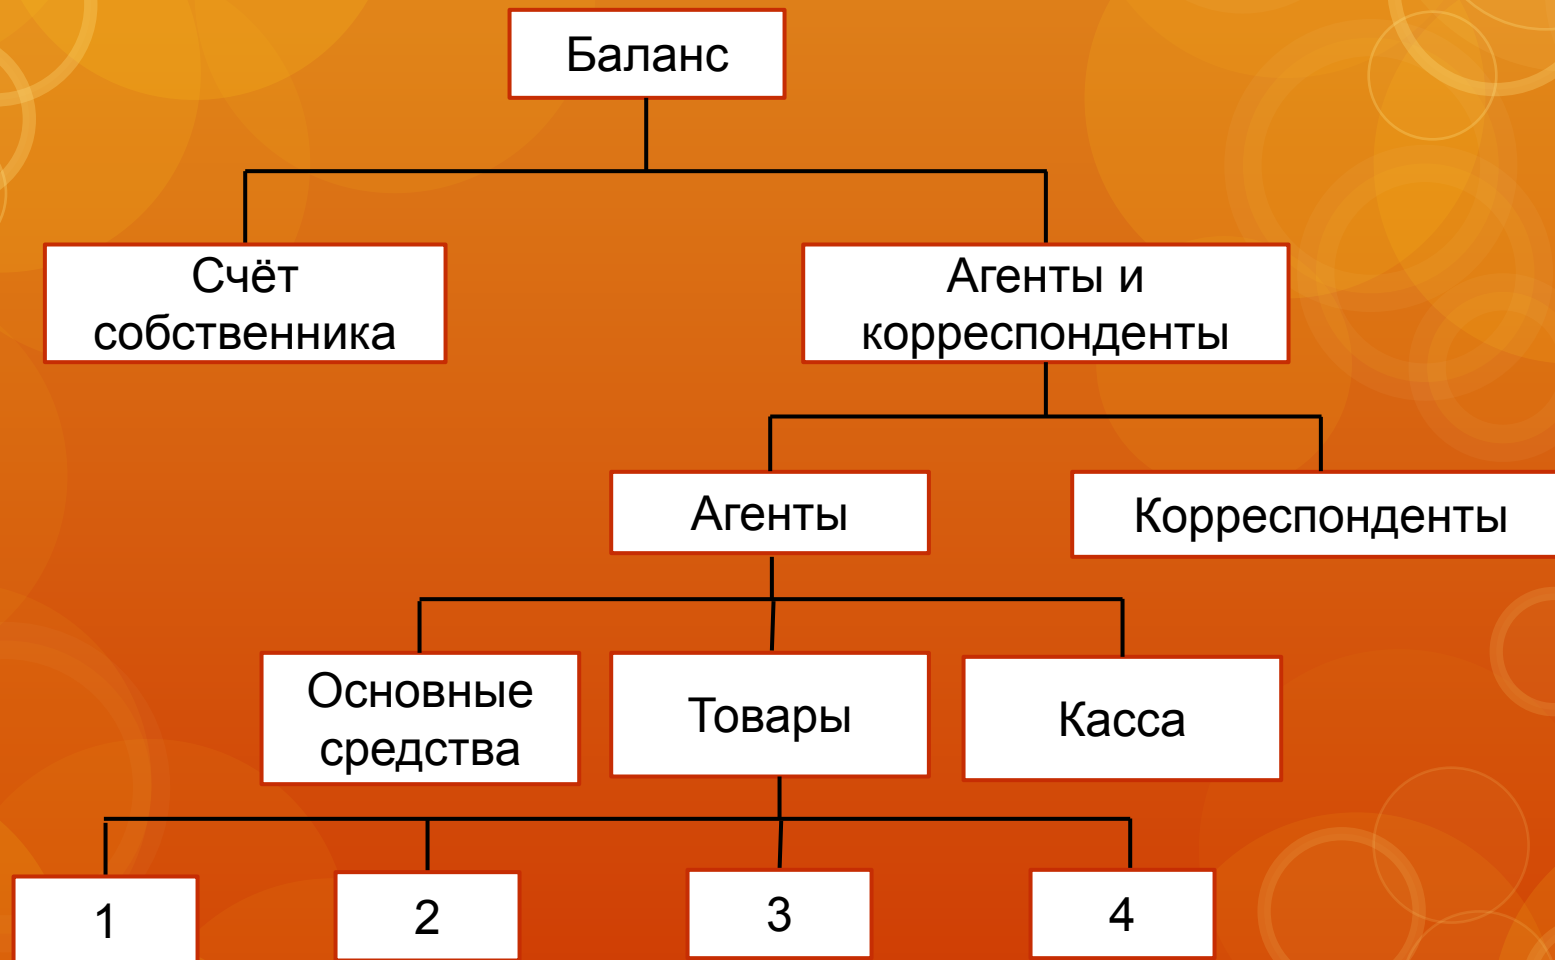 Баланс
Счёт
собственника
Агенты и
корреспонденты
Агенты
Корреспонденты
Основные
средства
Товары
Касса
1
2
3
4